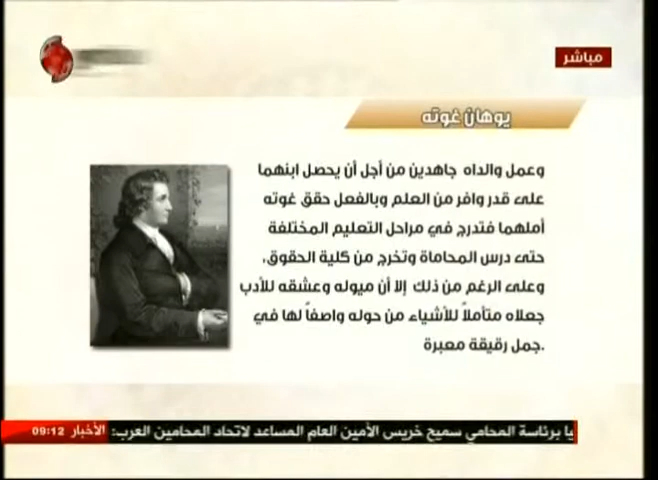 مباشر
يوهان غوته
وعمل والداه جاهدين من أجل أن يحصل ابنهما
على قدر وافر من العلم وبالفعل حقق غوته
أملهما فتدرج في مراحل التعليم المختلفة
حتى درس المحاماة وتخرج من كلية الحقوق،
وعلى الرغم من ذلك إلا أن ميوله وعشقه للأدب
جعلاه متأملاً للأشياء من حوله واصفاً لها في
جمل رقيقة معبرة.
يا برئاسة المحامي سميح خريس الأمين العام المساعد لاتحاد المحامين العرب:
الأخبار 09:12